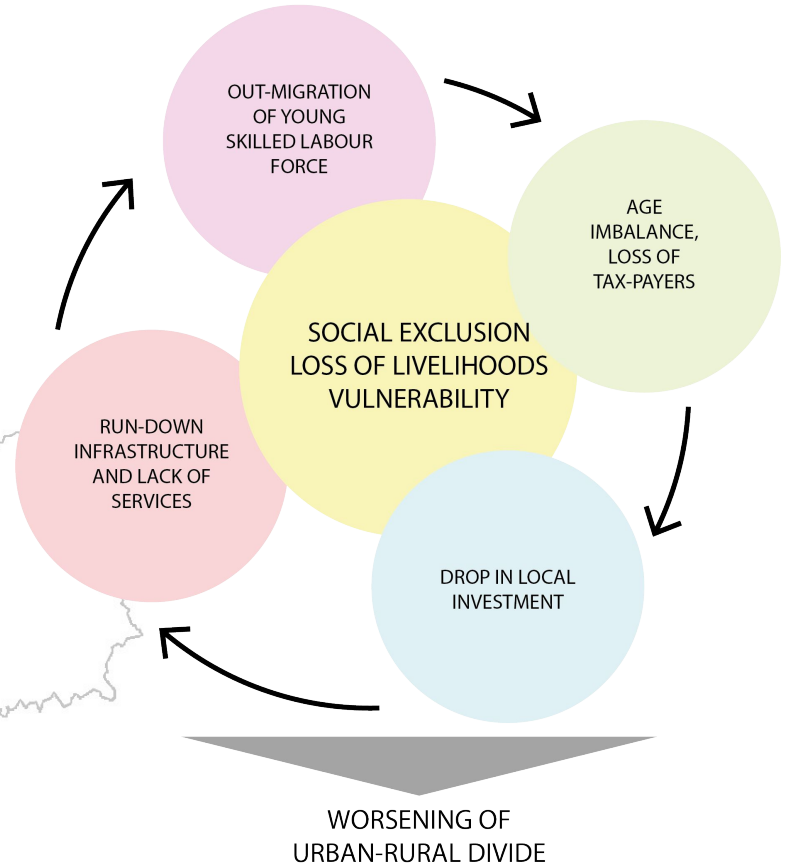 OUT-MIGRATION
OF YOUNG
SKILLED LABOUR
FORCE
AGE
IMBALANCE,
LOSS OF
TAX-PAYERS
SOCIAL EXCLUSION
LOSS OF LIVELIHOODS
VULNERABILITY
RUN-DOWN
INFRASTRUCTURE
AND LACK OF
SERVICES
DROP IN LOCAL
INVESTMENT
WORSENING OF
URBAN-RURAL DIVIDE